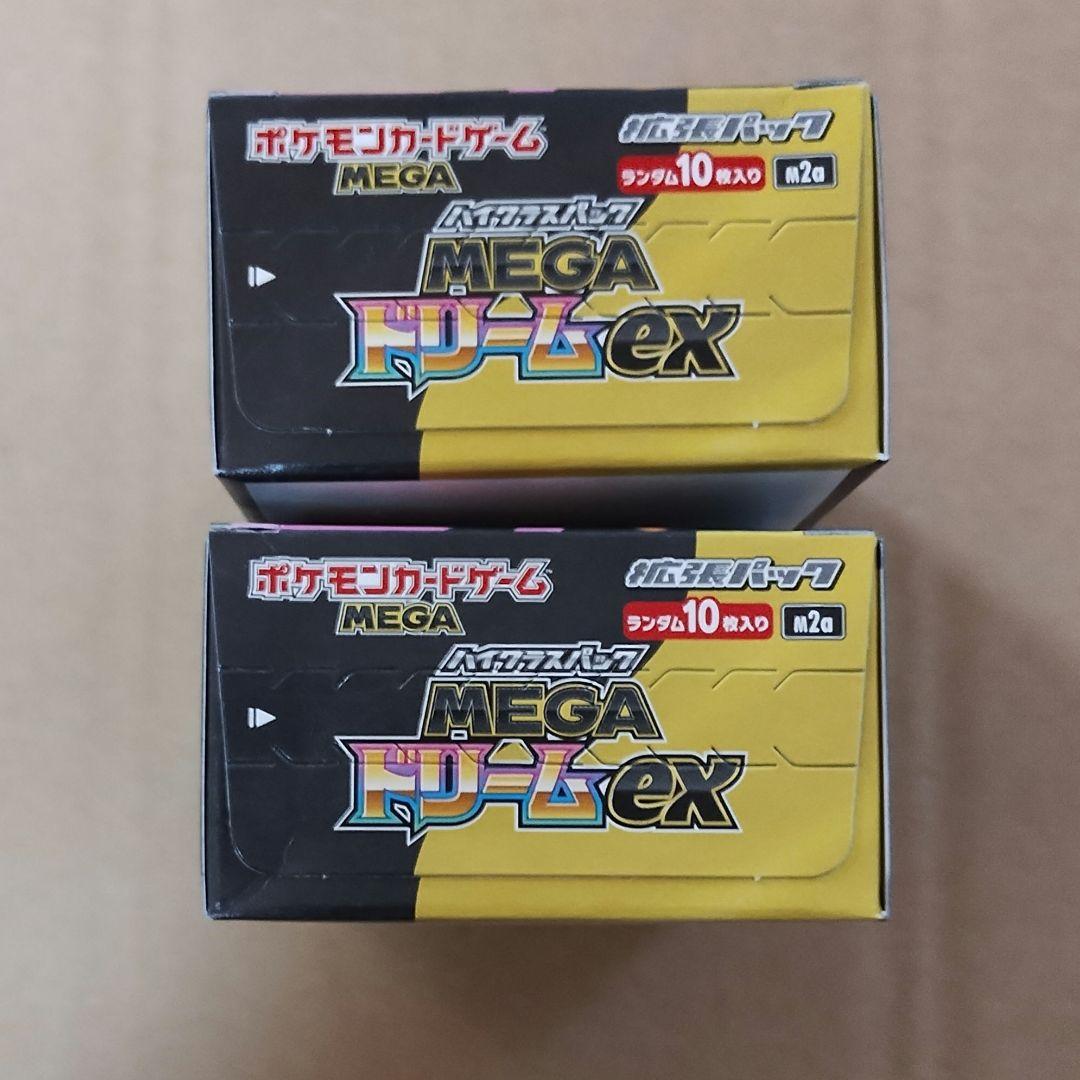 ポケモンカードゲーム
MEGA
拡張パック
ランダム10枚入り
M2a
ハイクラスパック
MEGA
ドリームex
ポケモンカードゲーム™
MEGA
拡張パック
ランダム10枚入り
M2a
ハイクラスパック
MEGA
ドリームex